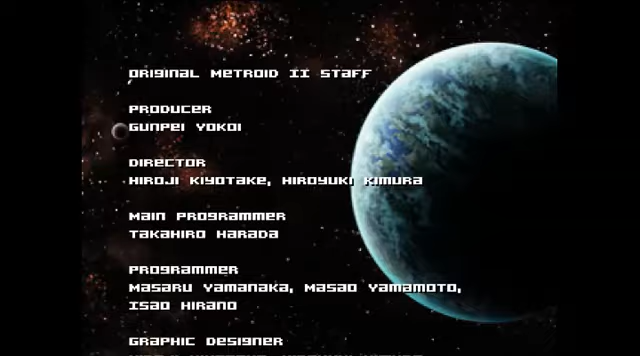 ORIGINAL METROID II STAFF
PRODUCER
GUNPEI YOKOI
DIRECTOR
HIROJI KIYOTAKE, HIROYUKI KIMURA
MAIN PROGRAMMER
TAKAHIRO HARADA
PROGRAMMER
MASARU YAMANAKA, MASAO YAMAMOTO,
ISAO HIRANO
GRAPHIC DESIGNER